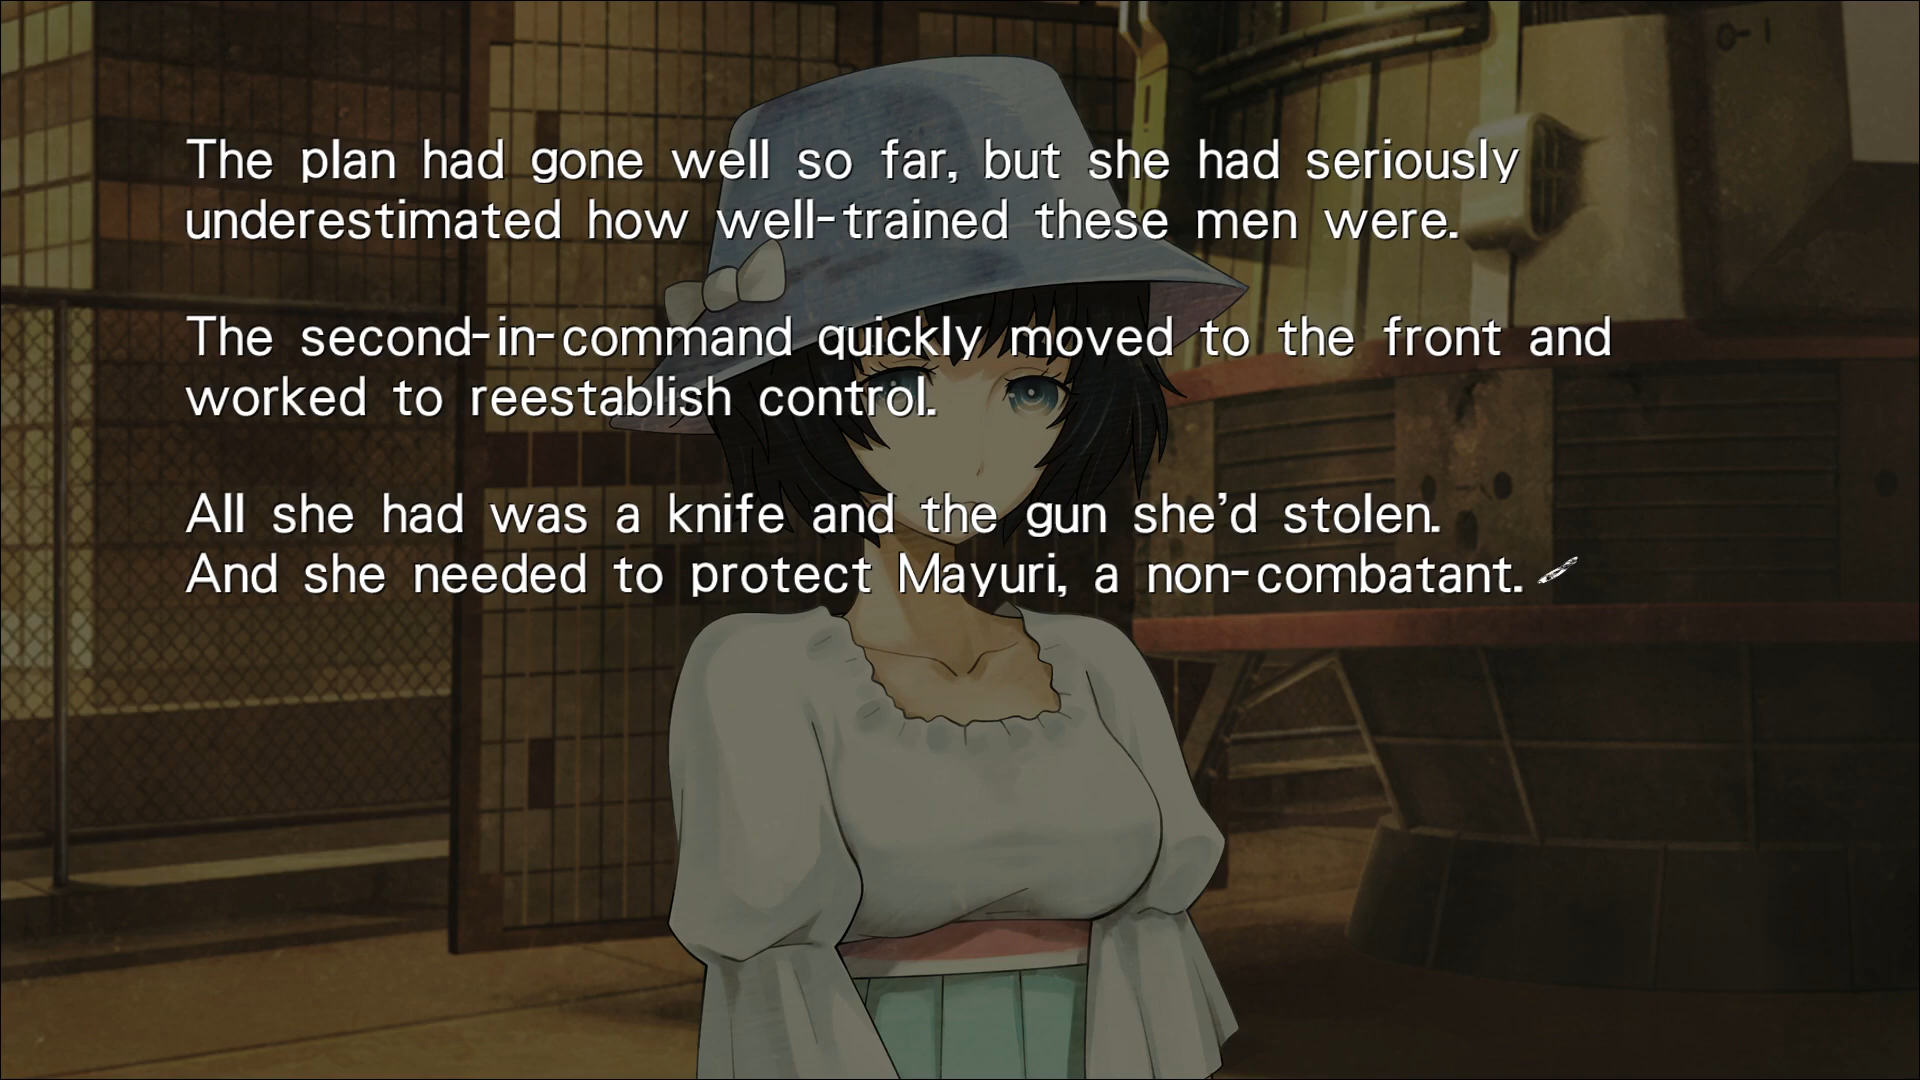 The plan had gone well so far, but she had seriously
underestimated how well-trained these men were.
The second-in-command quickly moved to the front and
worked to reestablish control.
All she had was a knife and the gun she'd stolen.
And she needed to protect Mayuri, a non-combatant.